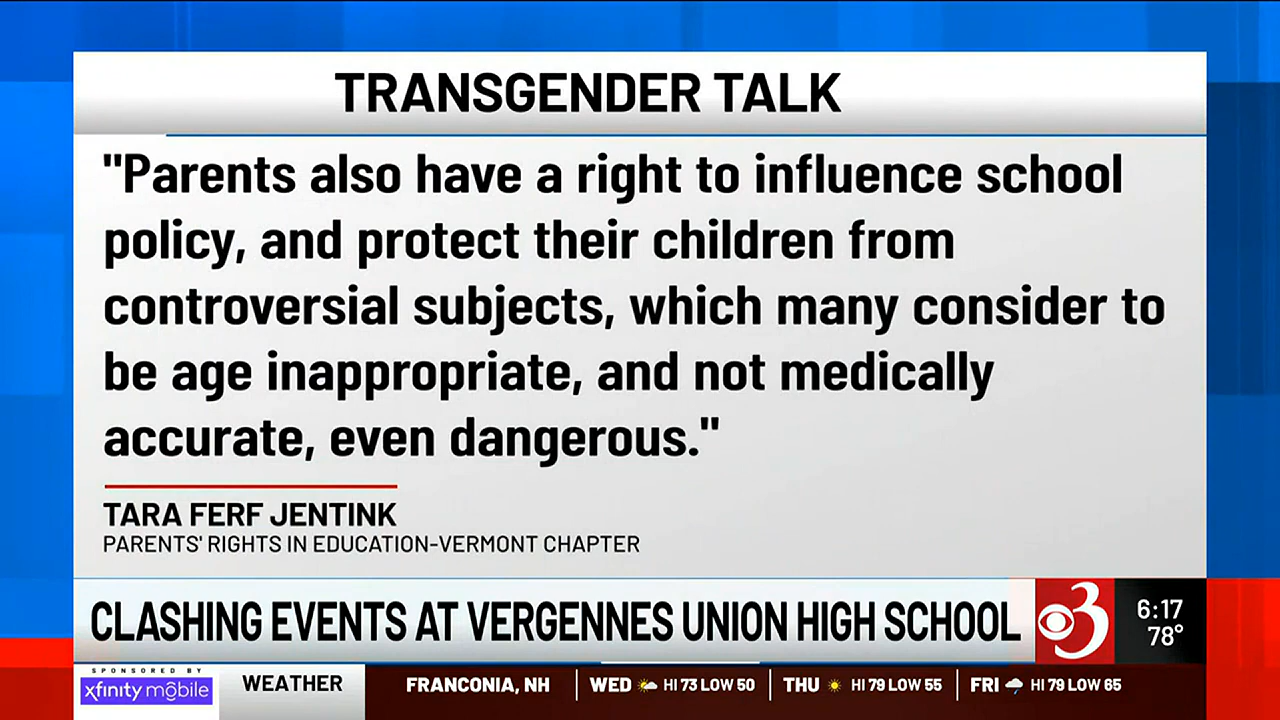 TRANSGENDER TALK
"Parents also have a right to influence school
policy, and protect their children from
controversial subjects, which many consider to
be age inappropriate, and not medically
accurate, even dangerous."
TARA FERF JENTINK
PARENTS' RIGHTS IN EDUCATION-VERMONT CHAPTER
CLASHING EVENTS AT VERGENNES UNION HIGH SCHOOL
3
6:17
78°
SPONSORED BY
xfinity mobile
WEATHER
FRANCONIA, NH
WED HI 73 LOW 50
THU HI 79 LOW 55
FRI HI 79 LOW 65